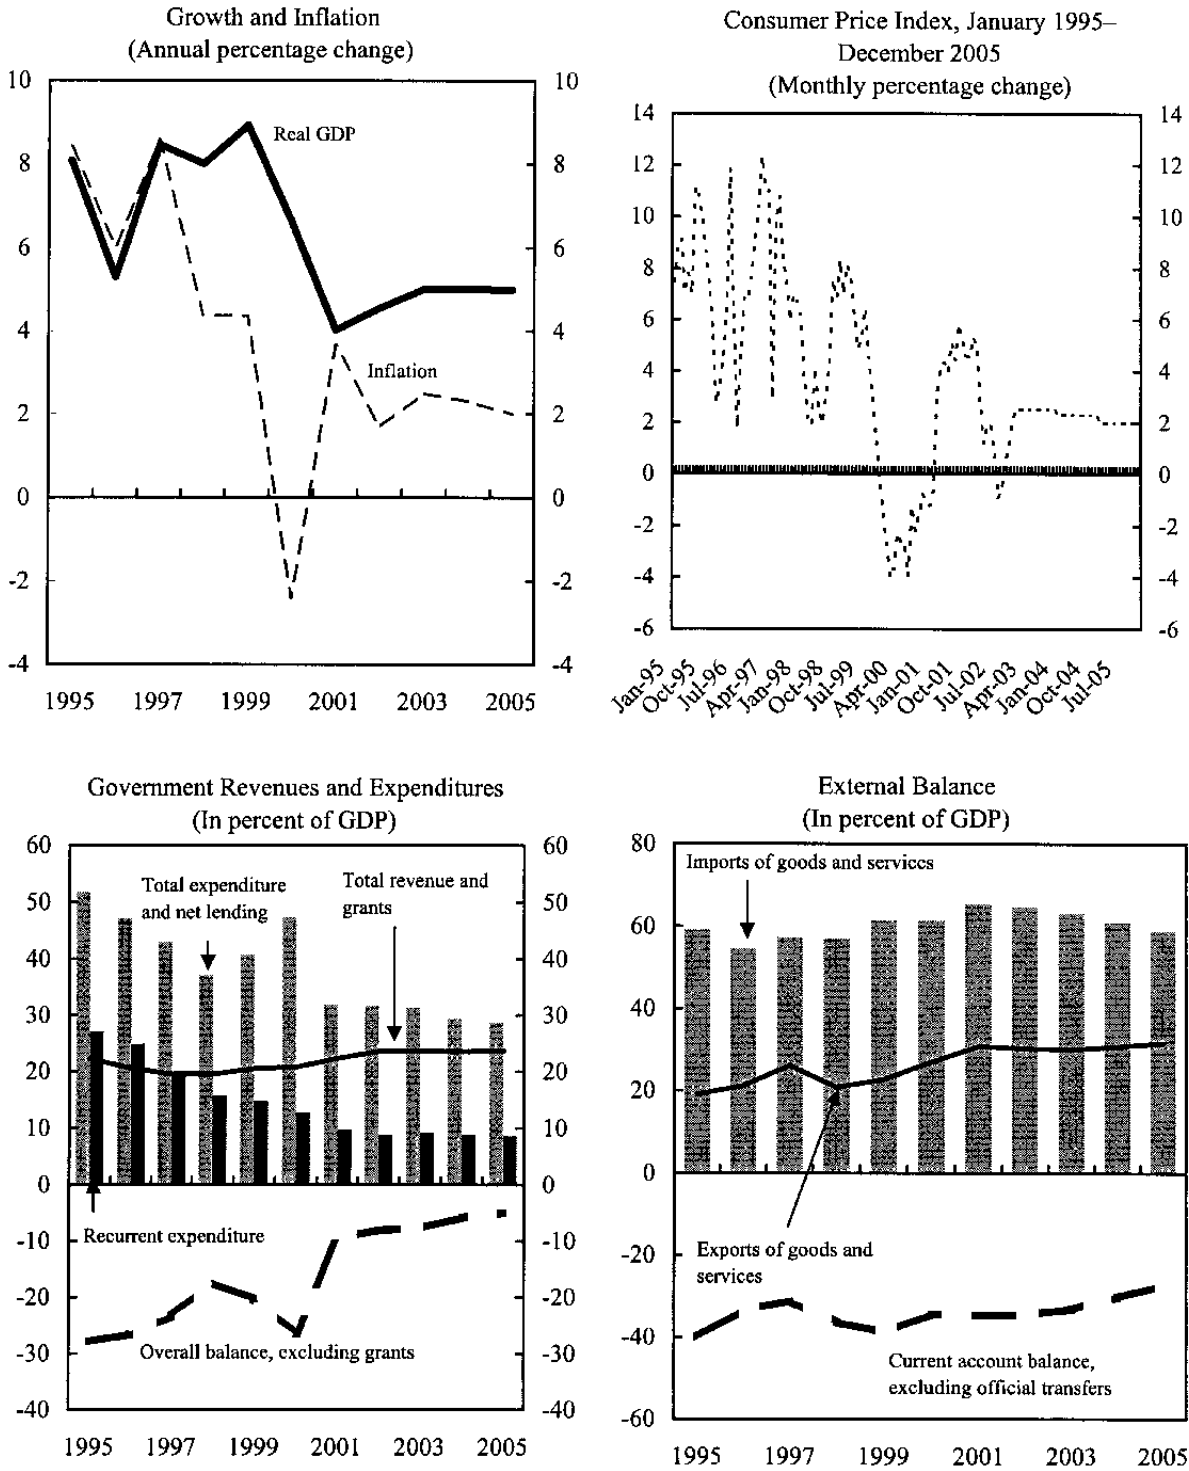 Growth and Inflation
(Annual percentage change)
10 10
8 8
6 6
4 4
2 2
0 0
-2 -2
-4 -4
Real GDP
Inflation
1995 1997 1999 2001 2003 2005
Consumer Price Index, January 1995–
December 2005
(Monthly percentage change)
14 14
12 12
10 10
8 8
6 6
4 4
2 2
0 0
-2 -2
-4 -4
-6 -6
Jan-95
Oct-95
Jul-96
Apr-97
Jan-98
Oct-98
Jul-99
Apr-00
Jan-01
Oct-01
Jul-02
Apr-03
Jan-04
Oct-04
Jul-05
Government Revenues and Expenditures
(In percent of GDP)
60 60
50 50
40 40
30 30
20 20
10 10
0 0
-10 -10
-20 -20
-30 -30
-40 -40
Total expenditure
and net lending
Total revenue and
grants
Recurrent expenditure
Overall balance, excluding grants
1995 1997 1999 2001 2003 2005
External Balance
(In percent of GDP)
80
60
40
20
0
-20
-40
-60
Imports of goods and services
Exports of goods and
services
Current account balance,
excluding official transfers
1995 1997 1999 2001 2003 2005